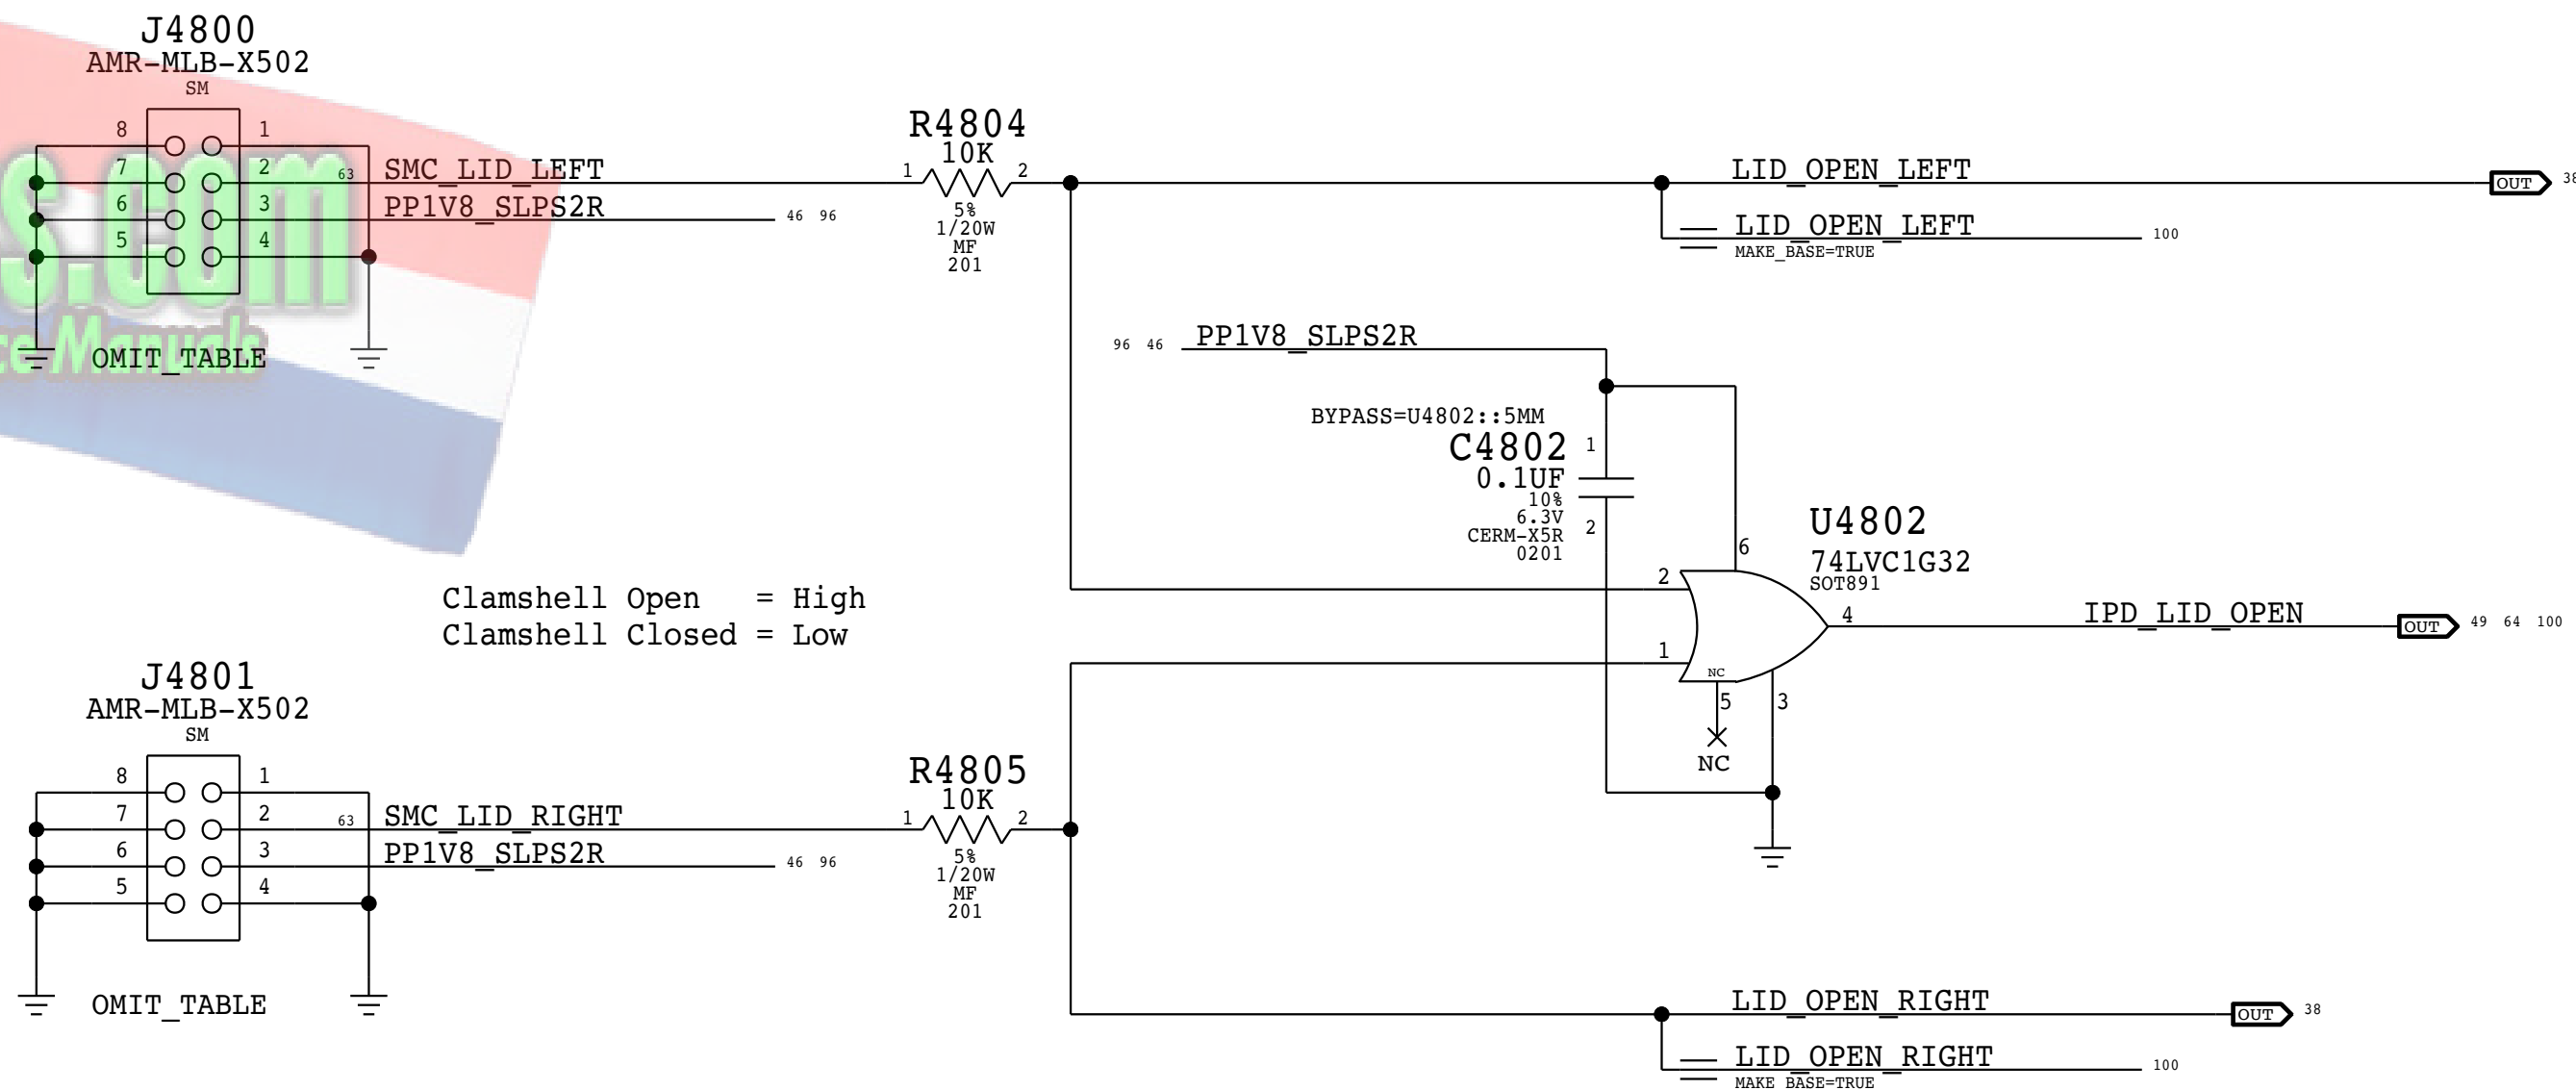 J4800
AMR-MLB-X502
SM
8 1
7 2 63 SMC_LID_LEFT
6 3 PP1V8_SLPS2R 46 96
5 4
OMIT_TABLE
s.com
ce Manuals
R4804
10K
1 2
5%
1/20W
MF
201
LID_OPEN_LEFT OUT 38
LID_OPEN_LEFT 100
MAKE_BASE=TRUE
96 46 PP1V8_SLPS2R
BYPASS=U4802::5MM
C4802 1
0.1UF
10%
6.3V 2
CERM-X5R
0201
U4802
74LVC1G32
SOT891
6
2
1
4
NC
5
3
NC
IPD_LID_OPEN OUT 49 64 100
Clamshell Open = High
Clamshell Closed = Low
J4801
AMR-MLB-X502
SM
8 1
7 2 63 SMC_LID_RIGHT
6 3 PP1V8_SLPS2R 46 96
5 4
OMIT_TABLE
R4805
10K
1 2
5%
1/20W
MF
201
LID_OPEN_RIGHT OUT 38
LID_OPEN_RIGHT 100
MAKE_BASE=TRUE